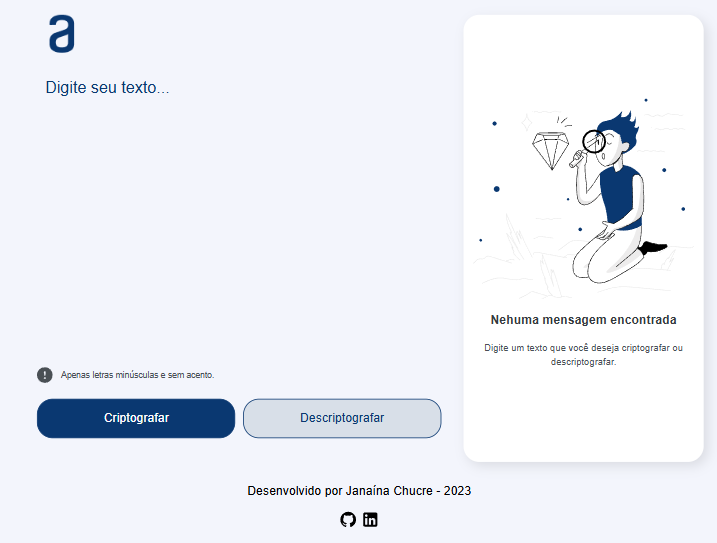 a
Digite seu texto...
Apenas letras minúsculas e sem acento.
Criptografar
Descriptografar
Nehuma mensagem encontrada
Digite um texto que você deseja criptografar ou
descriptografar.
Desenvolvido por Janaína Chucre - 2023
in